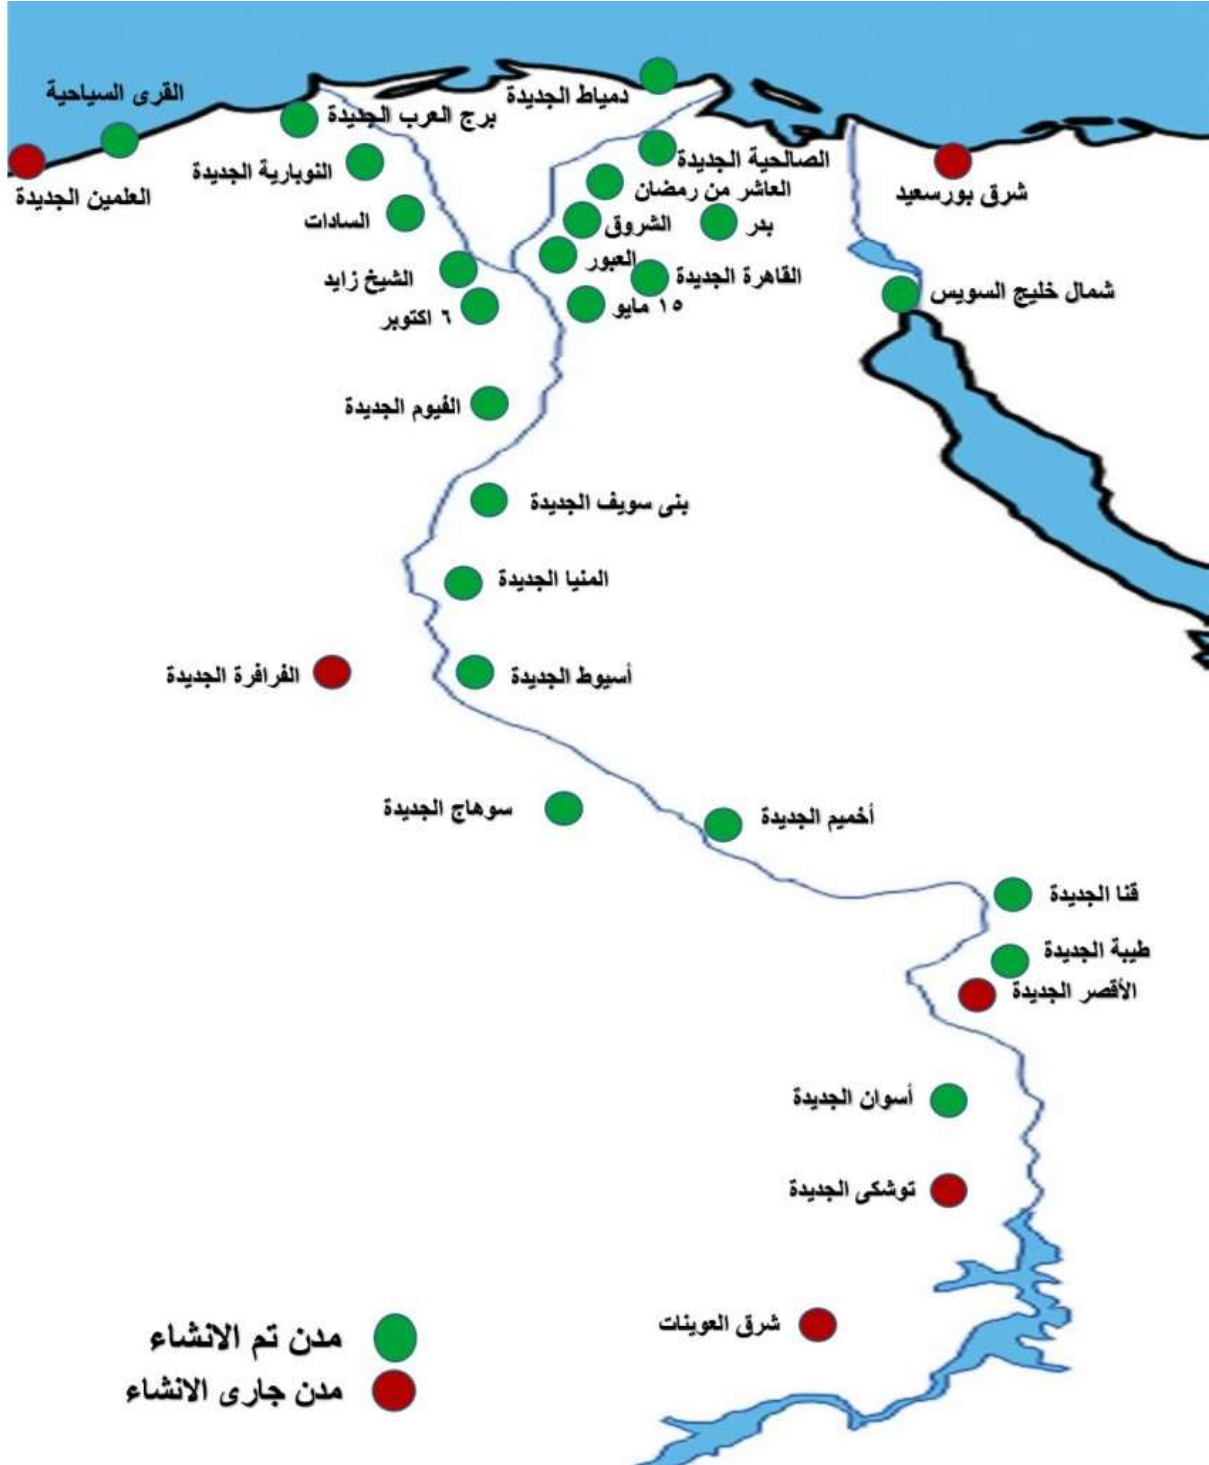 دمياط الجديدة
القرى السياحية
برج العرب الجديدة
الصالحية الجديدة
النوبارية الجديدة
العاشر من رمضان
شرق بورسعيد
العلمين الجديدة
السادات
الشروق
بدر
العبور
القاهرة الجديدة
الشيخ زايد
شمال خليج السويس
١٥ مايو
٦ اكتوبر
الفيوم الجديدة
بنى سويف الجديدة
المنيا الجديدة
أسيوط الجديدة
الفرافرة الجديدة
سوهاج الجديدة
أخميم الجديدة
قنا الجديدة
طيبة الجديدة
الأقصر الجديدة
أسوان الجديدة
توشكى الجديدة
شرق العوينات
مدن تم الانشاء
مدن جارى الانشاء